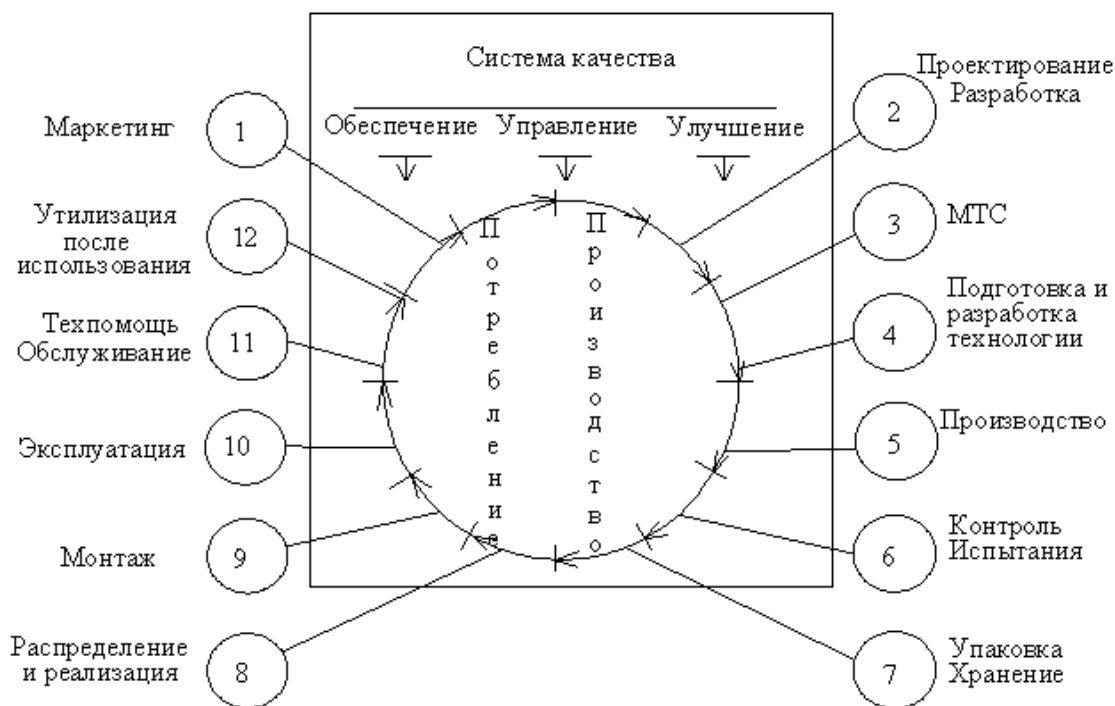 Система качества
Обеспечение Управление Улучшение
Маркетинг
1
Утилизация
после
использования
12
Техпомощь
Обслуживание
11
Эксплуатация
10
Монтаж
9
Распределение
и реализация
8
Потребление
Производство
Проектирование
Разработка
2
МТС
3
Подготовка и
разработка
технологии
4
Производство
5
Контроль
Испытания
6
Упаковка
Хранение
7